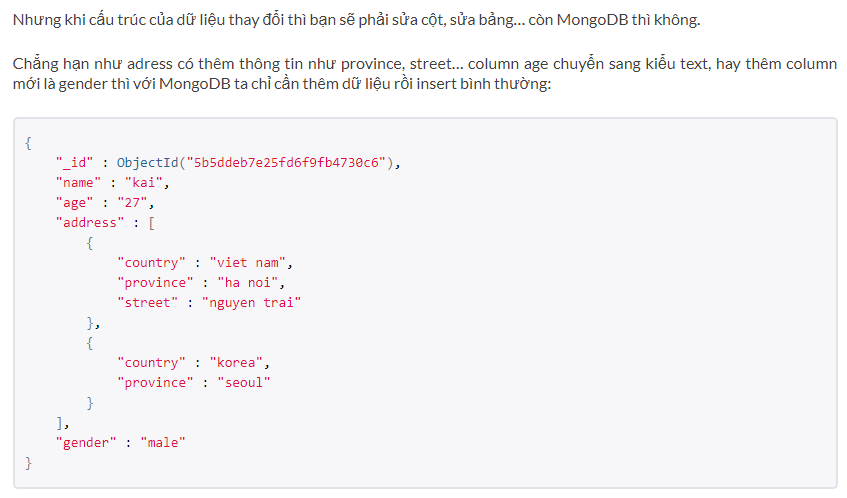 Nhưng khi cấu trúc của dữ liệu thay đổi thì bạn sẽ phải sửa cột, sửa bảng... còn MongoDB thì không.
Chẳng hạn như adress có thêm thông tin như province, street... column age chuyển sang kiểu text, hay thêm column
mới là gender thì với MongoDB ta chỉ cần thêm dữ liệu rồi insert bình thường:
{
    "_id" : ObjectId("5b5ddeb7e25fd6f9fb4730c6"),
    "name" : "kai",
    "age" : "27",
    "address" : [
        {
            "country" : "viet nam",
            "province" : "ha noi",
            "street" : "nguyen trai"
        },
        {
            "country" : "korea",
            "province" : "seoul"
        }
    ],
    "gender" : "male"
}